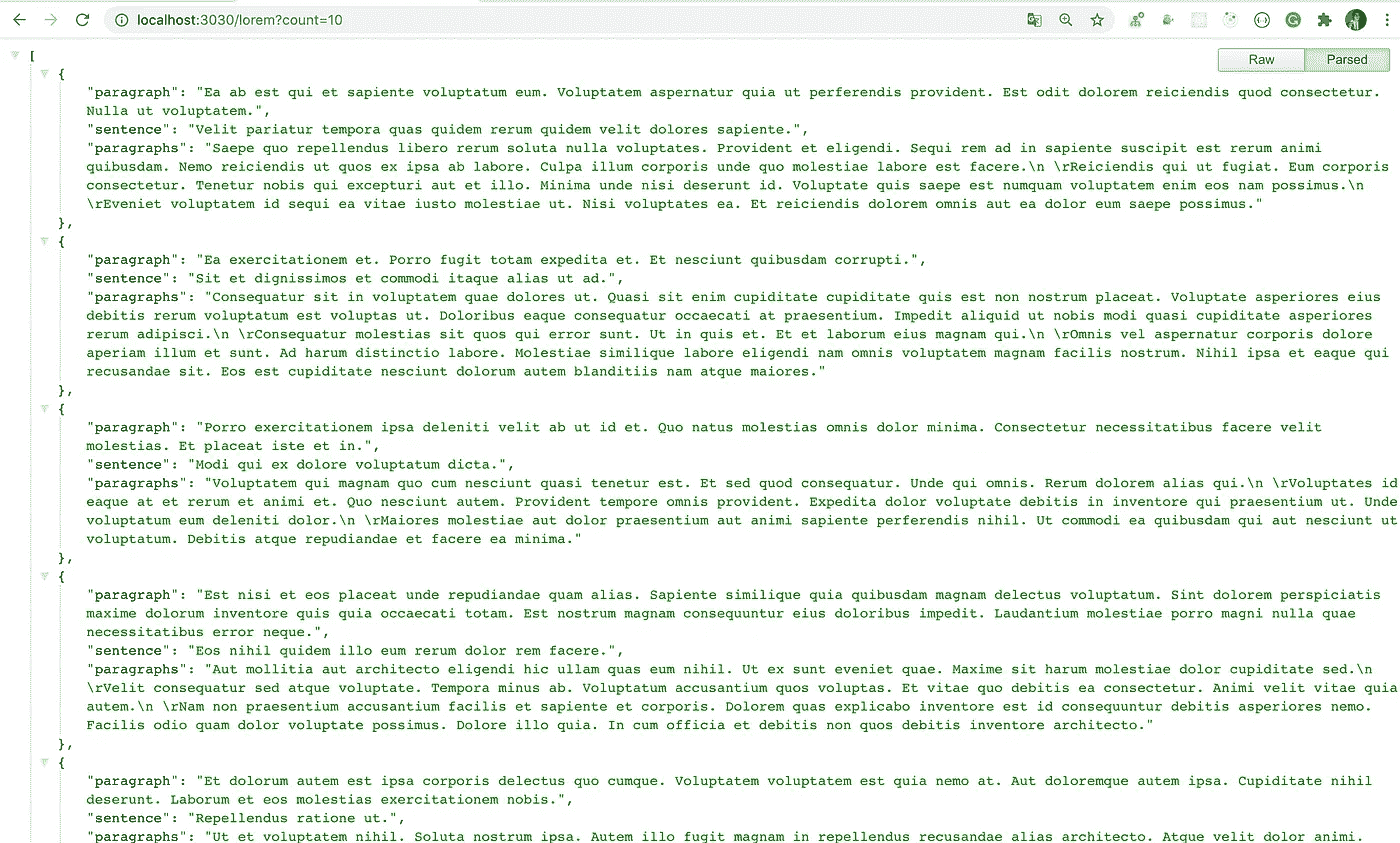 localhost:3030/lorem?count=10
Raw Parsed
[
{
"paragraph": "Ea ab est qui et sapiente voluptatum eum. Voluptatem aspernatur quia ut perferendis provident. Est odit dolorem reiciendis quod consectetur.
Nulla ut voluptatem.",
"sentence": "Velit pariatur tempora quas quidem rerum quidem velit dolores sapiente.",
"paragraphs": "Saepe quo repellendus libero rerum soluta nulla voluptates. Provident et eligendi. Sequi rem ad in sapiente suscipit est rerum animi
quibusdam. Nemo reiciendis ut quos ex ipsa ab labore. Culpa illum corporis unde quo molestiae labore est facere.\n \rReiciendis qui ut fugiat. Eum corporis
consectetur. Tenetur nobis qui excepturi aut et illo. Minima unde nisi deserunt id. Voluptate quis saepe est numquam voluptatem enim eos nam possimus.\n
\rEveniet voluptatem id sequi ea vitae iusto molestiae ut. Nisi voluptates ea. Et reiciendis dolorem omnis aut ea dolor eum saepe possimus."
},
{
"paragraph": "Ea exercitationem et. Porro fugit totam expedita et. Et nesciunt quibusdam corrupti.",
"sentence": "Sit et dignissimos et commodi itaque alias ut ad.",
"paragraphs": "Consequatur sit in voluptatem quae dolores ut. Quasi sit enim cupiditate cupiditate quis est non nostrum placeat. Voluptate asperiores eius
debitis rerum voluptatum est voluptas ut. Doloribus eaque consequatur occaecati at praesentium. Impedit aliquid ut nobis modi quasi cupiditate asperiores
rerum adipisci.\n \rConsequatur molestias sit quos qui error sunt. Ut in quis et. Et et laborum eius magnam qui.\n \rOmnis vel aspernatur corporis dolore
aperiam illum et sunt. Ad harum distinctio labore. Molestiae similique labore eligendi nam omnis voluptatem magnam facilis nostrum. Nihil ipsa et eaque qui
recusandae sit. Eos est cupiditate nesciunt dolorum autem blanditiis nam atque maiores."
},
{
"paragraph": "Porro exercitationem ipsa deleniti velit ab ut id et. Quo natus molestias omnis dolor minima. Consectetur necessitatibus facere velit
molestias. Et placeat iste et in.",
"sentence": "Modi qui ex dolore voluptatum dicta.",
"paragraphs": "Voluptatem qui magnam quo cum nesciunt quasi tenetur est. Et sed quod consequatur. Unde qui omnis. Rerum dolorem alias qui.\n \rVoluptates id
eaque at et rerum et animi et. Quo nesciunt autem. Provident tempore omnis provident. Expedita dolor voluptate debitis in inventore qui praesentium ut. Unde
voluptatum eum deleniti dolor.\n \rMaiores molestiae aut dolor praesentium aut animi sapiente perferendis nihil. Ut commodi ea quibusdam qui aut nesciunt ut
voluptatum. Debitis atque repudiandae et facere ea minima."
},
{
"paragraph": "Est nisi et eos placeat unde repudiandae quam alias. Sapiente similique quia quibusdam magnam delectus voluptatum. Sint dolorem perspiciatis
maxime dolorum inventore quis quia occaecati totam. Est nostrum magnam consequuntur eius doloribus impedit. Laudantium molestiae porro magni nulla quae
necessitatibus error neque.",
"sentence": "Eos nihil quidem illo eum rerum dolor rem facere.",
"paragraphs": "Aut mollitia aut architecto eligendi hic ullam quas eum nihil. Ut ex sunt eveniet quae. Maxime sit harum molestiae dolor cupiditate sed.\n
\rVelit consequatur sed atque voluptate. Tempora minus ab. Voluptatum accusantium quos voluptas. Et vitae quo debitis ea consectetur. Animi velit vitae quia
autem.\n \rNam non praesentium accusantium facilis et sapiente et corporis. Dolorem quas explicabo inventore est id consequuntur debitis asperiores nemo.
Facilis odio quam dolor voluptate possimus. Dolore illo quia. In cum officia et debitis non quos debitis inventore architecto."
},
{
"paragraph": "Et dolorum autem est ipsa corporis delectus quo cumque. Voluptatem voluptatem est quia nemo at. Aut doloremque autem ipsa. Cupiditate nihil
deserunt. Laborum et eos molestias exercitationem nobis.",
"sentence": "Repellendus ratione ut.",
"paragraphs": "Ut et voluptatem nihil. Soluta nostrum ipsa. Autem illo fugit magnam in repellendus recusandae alias architecto. Atque velit dolor animi.